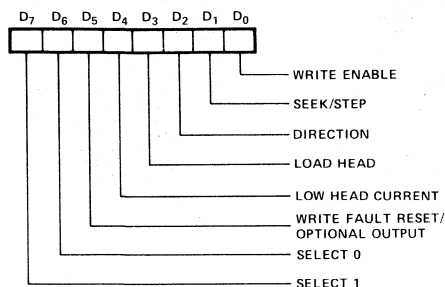 D7 D6 D5 D4 D3 D2 D1 D0
WRITE ENABLE
SEEK/STEP
DIRECTION
LOAD HEAD
LOW HEAD CURRENT
WRITE FAULT RESET/
OPTIONAL OUTPUT
SELECT 0
SELECT 1